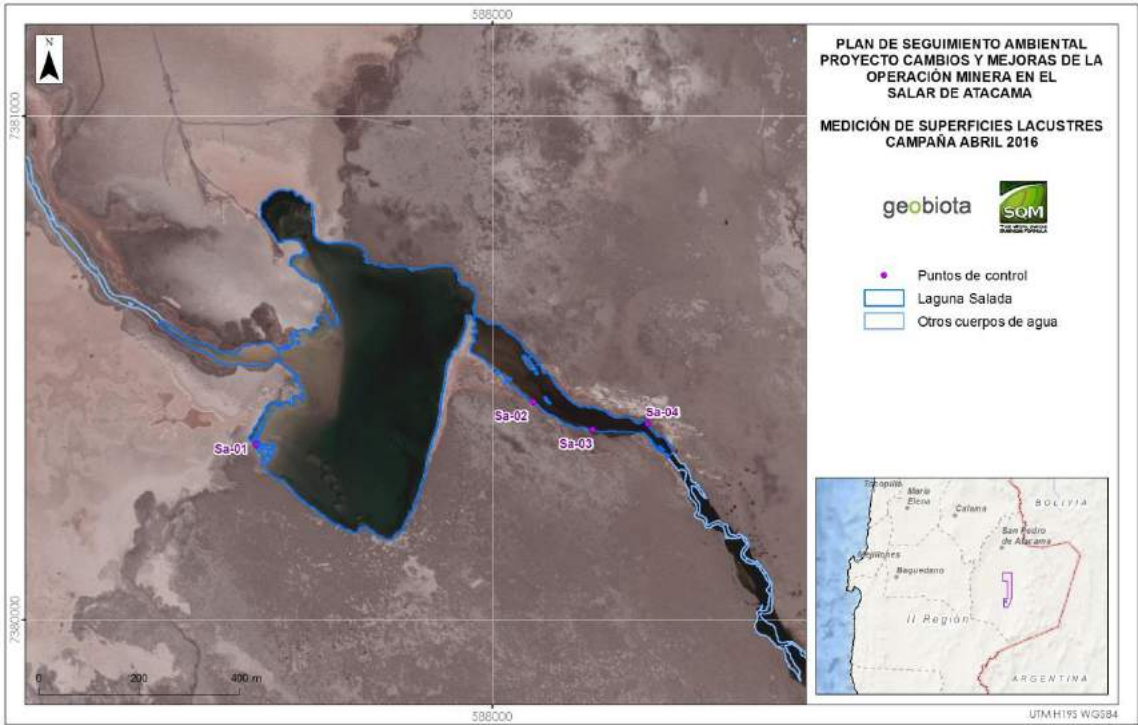 588000
N
7381000
7380000
Sa-01
Sa-02
Sa-03
Sa-04
0 200 400 m
588000
PLAN DE SEGUIMIENTO AMBIENTAL
PROYECTO CAMBIOS Y MEJORAS DE LA
OPERACIÓN MINERA EN EL
SALAR DE ATACAMA
MEDICIÓN DE SUPERFICIES LACUSTRES
CAMPAÑA ABRIL 2016
geobiota
SQM
Puntos de control
Laguna Salada
Otros cuerpos de agua
Tocopilla
María
Elena
Calama
BOLIVIA
San Pedro
de Atacama
Mejillones
Baquedano
II Región
ARGENTINA
UTM H19S WGS84